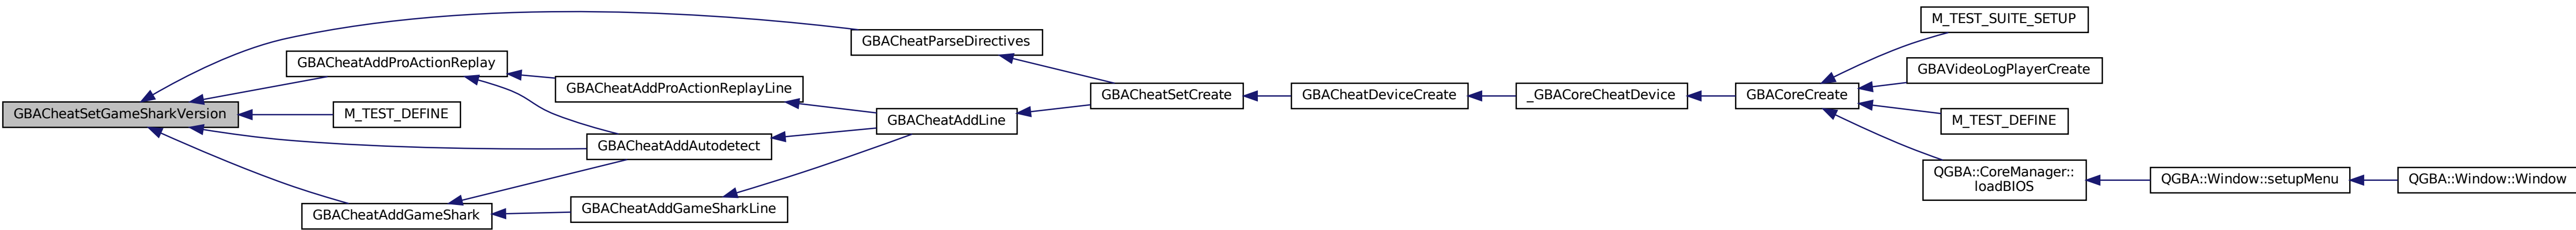 GBACheatSetGameSharkVersion
GBACheatAddProActionReplay
M_TEST_DEFINE
GBACheatAddGameShark
GBACheatAddProActionReplayLine
GBACheatAddAutodetect
GBACheatAddGameSharkLine
GBACheatParseDirectives
GBACheatAddLine
GBACheatSetCreate
GBACheatDeviceCreate
_GBACoreCheatDevice
GBACoreCreate
M_TEST_SUITE_SETUP
GBAVideoLogPlayerCreate
M_TEST_DEFINE
QGBA::CoreManager::
loadBIOS
QGBA::Window::setupMenu
QGBA::Window::Window